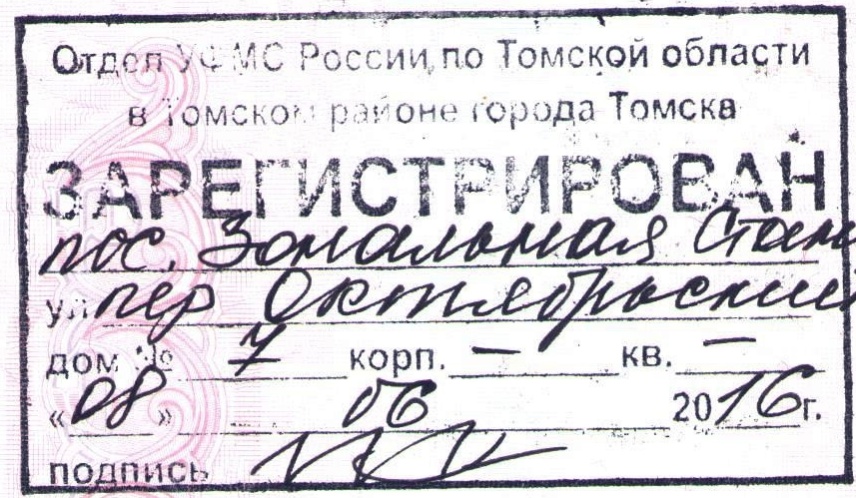 Отдел УФМС России по Томской области
в Томском районе города Томска
ЗАРЕГИСТРИРОВАН
пос. Зональная Стан
ул. пер Октябрьский
дом № 7 корп. — кв. —
«08» 06 2016г.
подпись